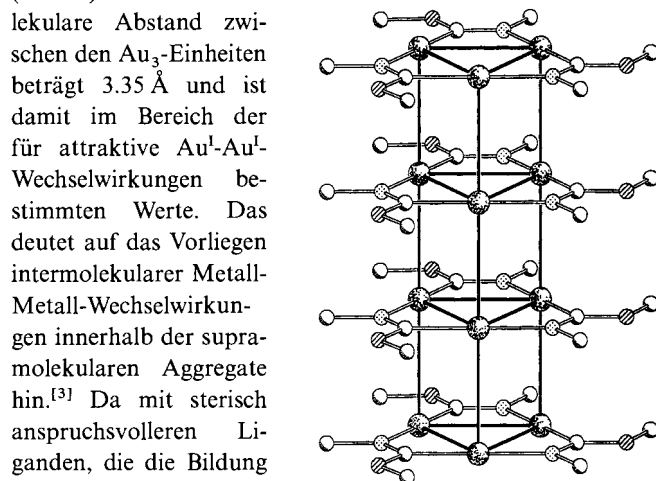 lekulare Abstand zwi-
schen den Au₃-Einheiten
beträgt 3.35 Å und ist
damit im Bereich der
für attraktive Auᴵ-Auᴵ-
Wechselwirkungen be-
stimmten Werte. Das
deutet auf das Vorliegen
intermolekularer Metall-
Metall-Wechselwirkun-
gen innerhalb der supra-
molekularen Aggregate
hin.[3] Da mit sterisch
anspruchsvolleren Li-
ganden, die die Bildung